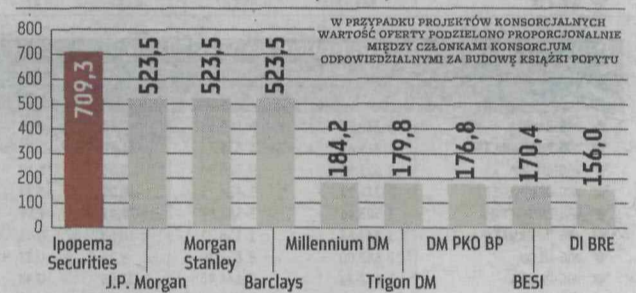 W PRZYPADKU PROJEKTÓW KONSORCJALNYCH
WARTOŚĆ OFERTY PODZIELONO PROPORCJONALNIE
MIĘDZY CZŁONKAMI KONSORCJUM
ODPOWIEDZIALNYMI ZA BUDOWĘ KSIĄŻKI POPYTU
800
700
600
500
400
300
200
100
0
709,3
523,5
523,5
523,5
184,2
179,8
176,8
170,4
156,0
Ipopema
Securities
J.P. Morgan
Morgan
Stanley
Barclays
Millennium DM
Trigon DM
DM PKO BP
BESI
DI BRE